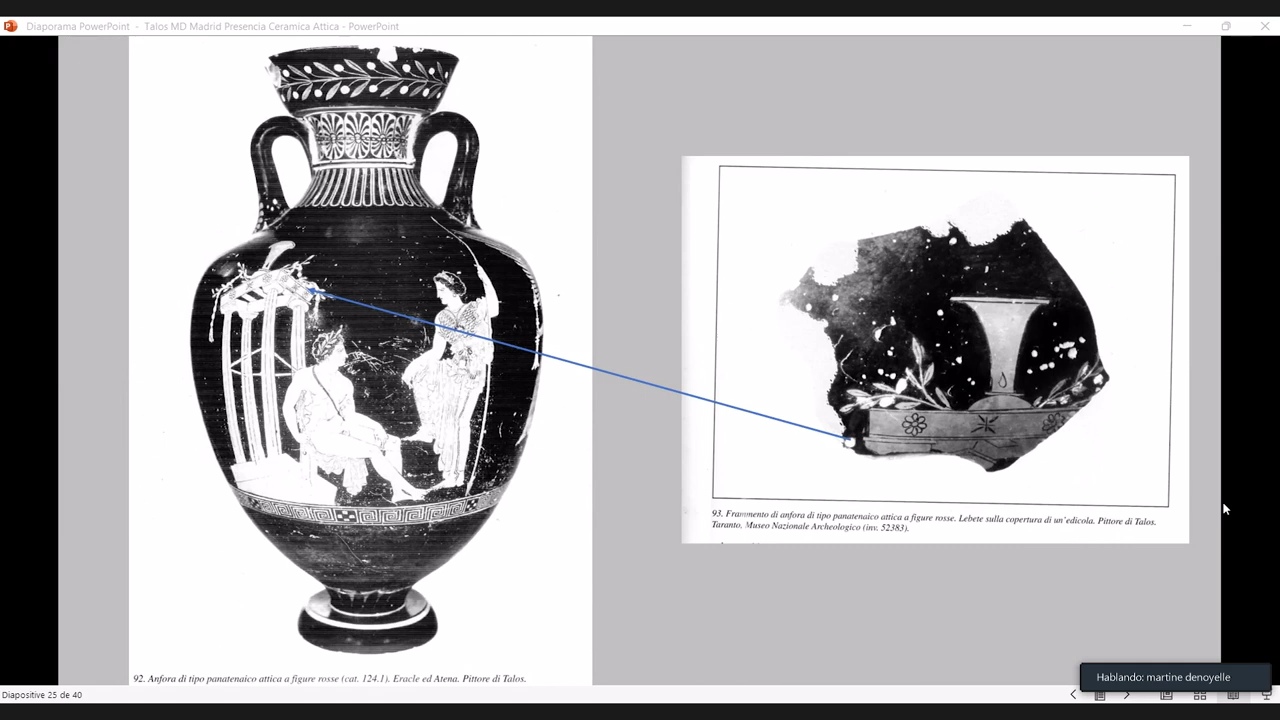 Diaporama PowerPoint - Talos MD Madrid Presencia Ceramica Attica - PowerPoint
92. Anfora di tipo panatenaico attica a figure rosse (cat. 124.1). Eracle ed Atena. Pittore di Talos.
93. Frammento di anfora di tipo panatenaico attica a figure rosse. Lebete sulla copertura di un'edicola. Pittore di Talos.
Taranto, Museo Nazionale Archeologico (inv. 52383).
Hablando: martine denoyelle
Diapositive 25 de 40